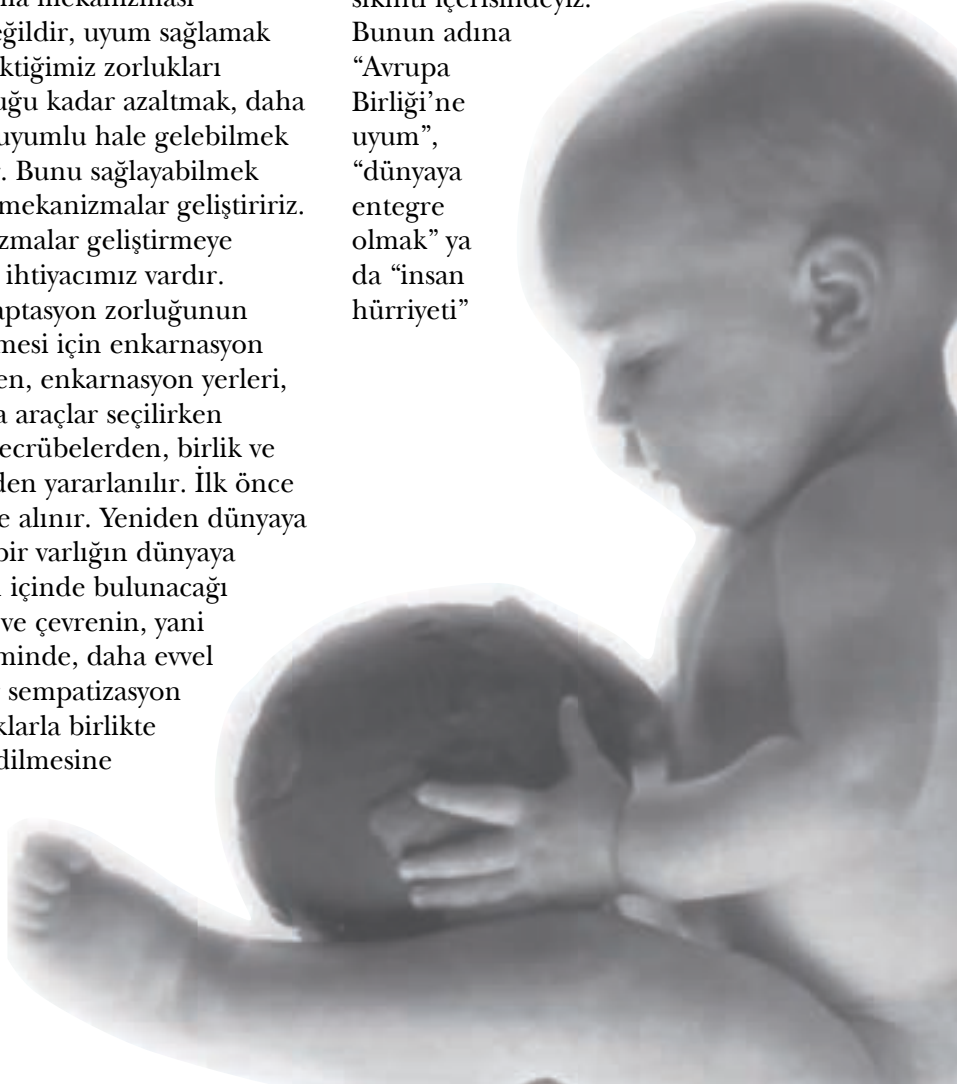 mekanizması
eğildir, uyum sağlamak
ktiğimiz zorlukları
uğu kadar azaltmak, daha
uyumlu hale gelebilmek
. Bunu sağlayabilmek
mekanizmalar geliştiririz.
zmalar geliştirmeye
ihtiyacımız vardır.
aptasyon zorluğunun
mesi için enkarnasyon
en, enkarnasyon yerleri,
a araçlar seçilirken
ecrübelerden, birlik ve
den yararlanılır. İlk önce
e alınır. Yeniden dünyaya
bir varlığın dünyaya
içinde bulunacağı
ve çevrenin, yani
minde, daha evvel
sempatizasyon
klarla birlikte
dilmesine
sıkıntı içerisindeyiz.
Bunun adına
“Avrupa
Birliği’ne
uyum”,
“dünyaya
entegre
olmak” ya
da “insan
hürriyeti”